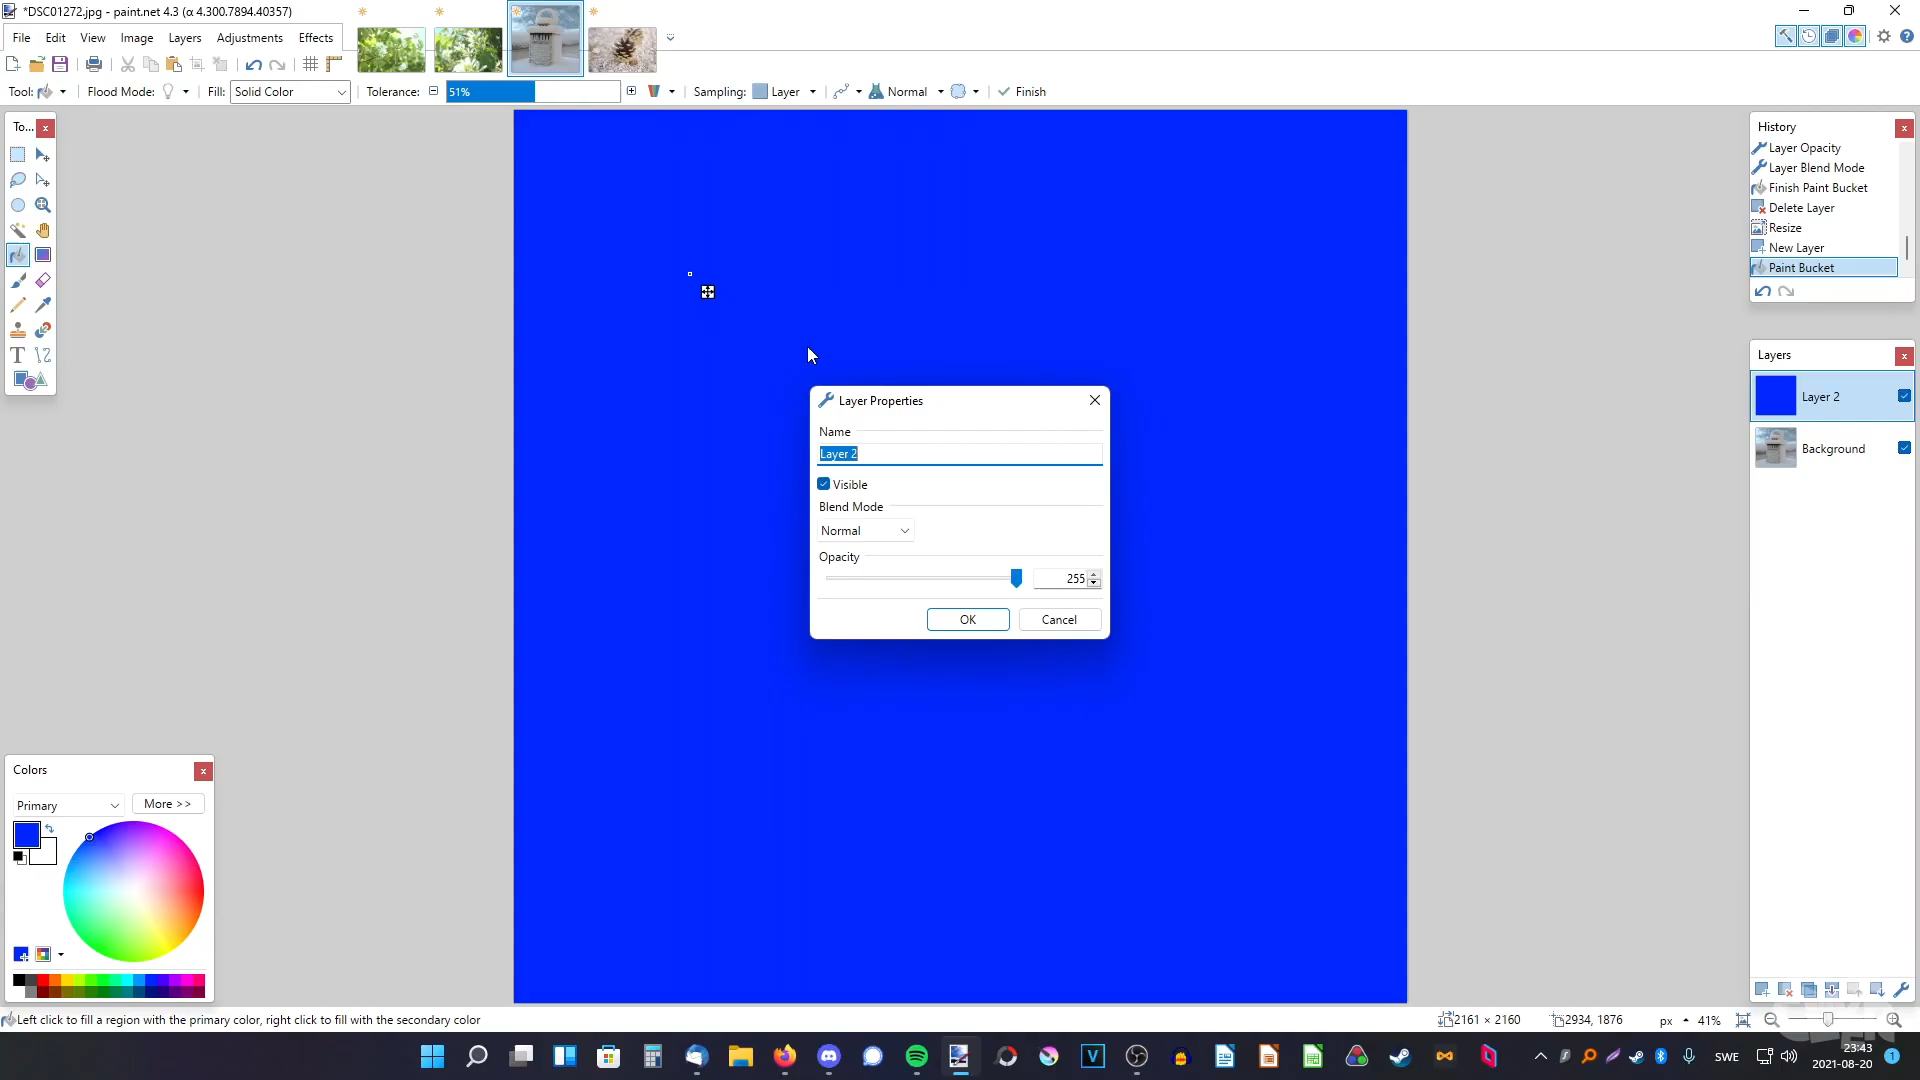 *DSC01272.jpg - paint.net 4.3 (α 4.300.7894.40357)
File Edit View Image Layers Adjustments Effects
Tool: Flood Mode: Fill: Solid Color Tolerance: 51% Sampling: Layer Normal Finish
To...
History
Layer Opacity
Layer Blend Mode
Finish Paint Bucket
Delete Layer
Resize
New Layer
Paint Bucket
Layers
Layer 2
Background
Layer Properties
Name
Layer 2
Visible
Blend Mode
Normal
Opacity
255
OK Cancel
Colors
Primary More >>
Left click to fill a region with the primary color, right click to fill with the secondary color
2161 × 2160 2934, 1876 px 41%
SWE
23:43
2021-08-20
1